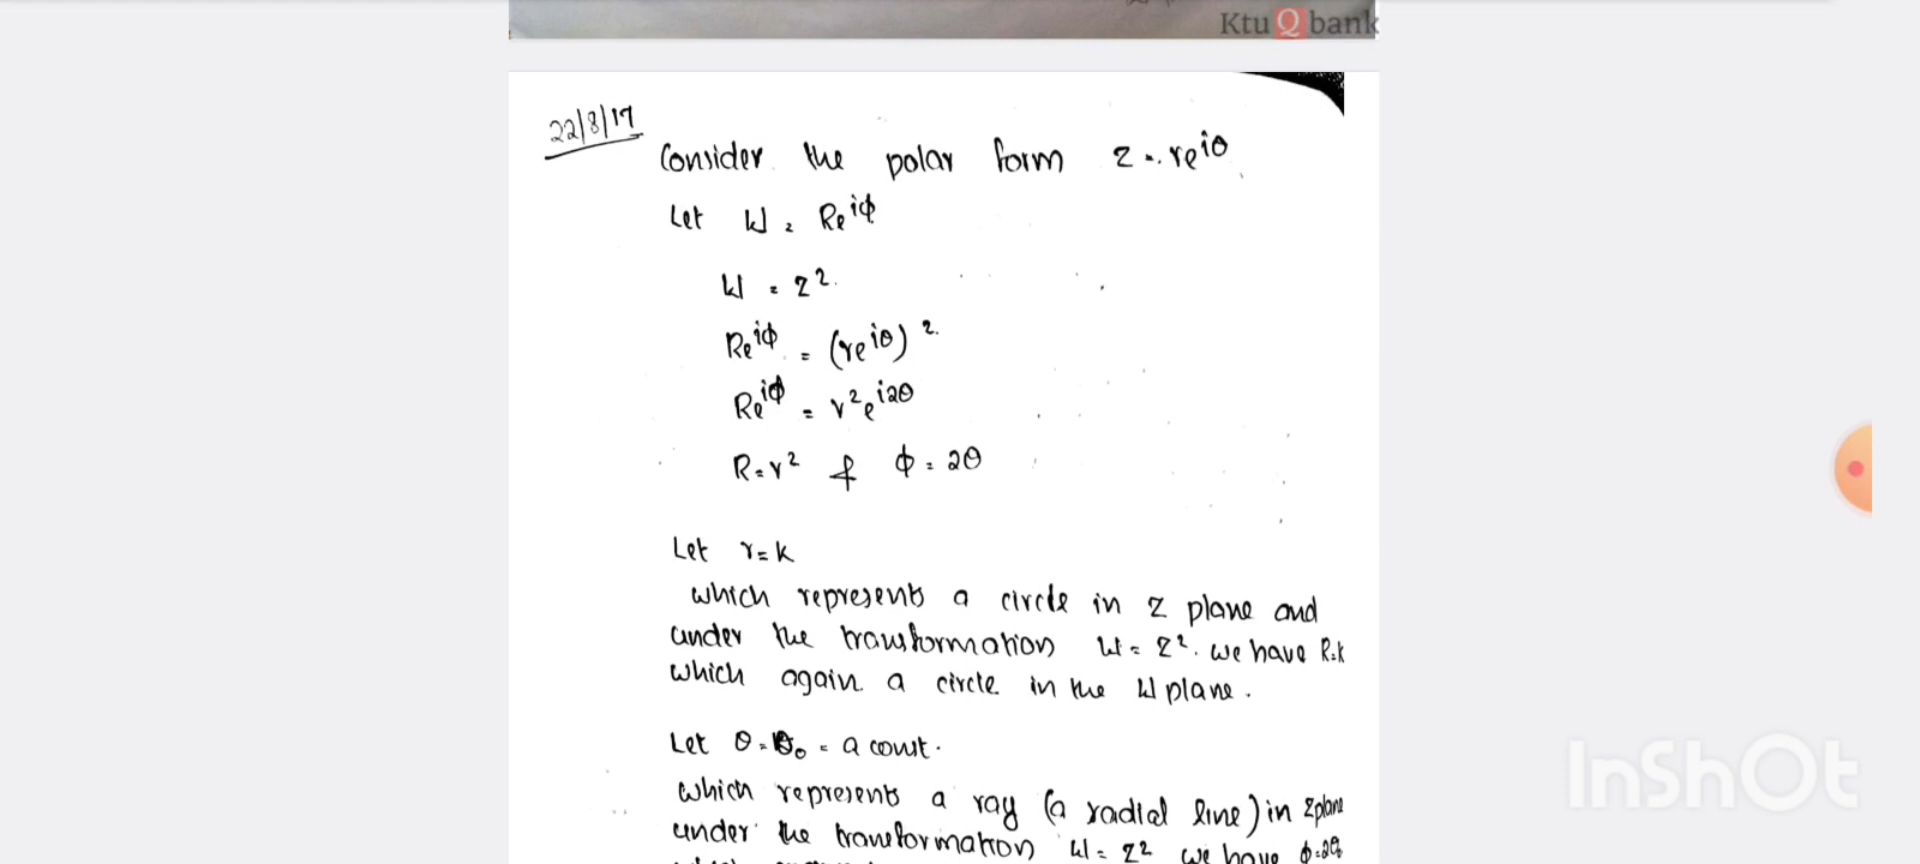 Ktu Q bank
22/8/17
Consider the polar form z = re^iθ
Let W = Re^iφ
W = z².
Re^iφ = (re^iθ)².
Re^iφ = r²e^i2θ
R = r² & φ = 2θ
Let r = k
which represents a circle in z plane and
under the transformation W = z². we have R=k
which again a circle in the W plane.
Let θ = θ₀ = a const.
which represents a ray (a radial line) in z plane
under the transformation W = z² we have φ=2θ₀
InShOt